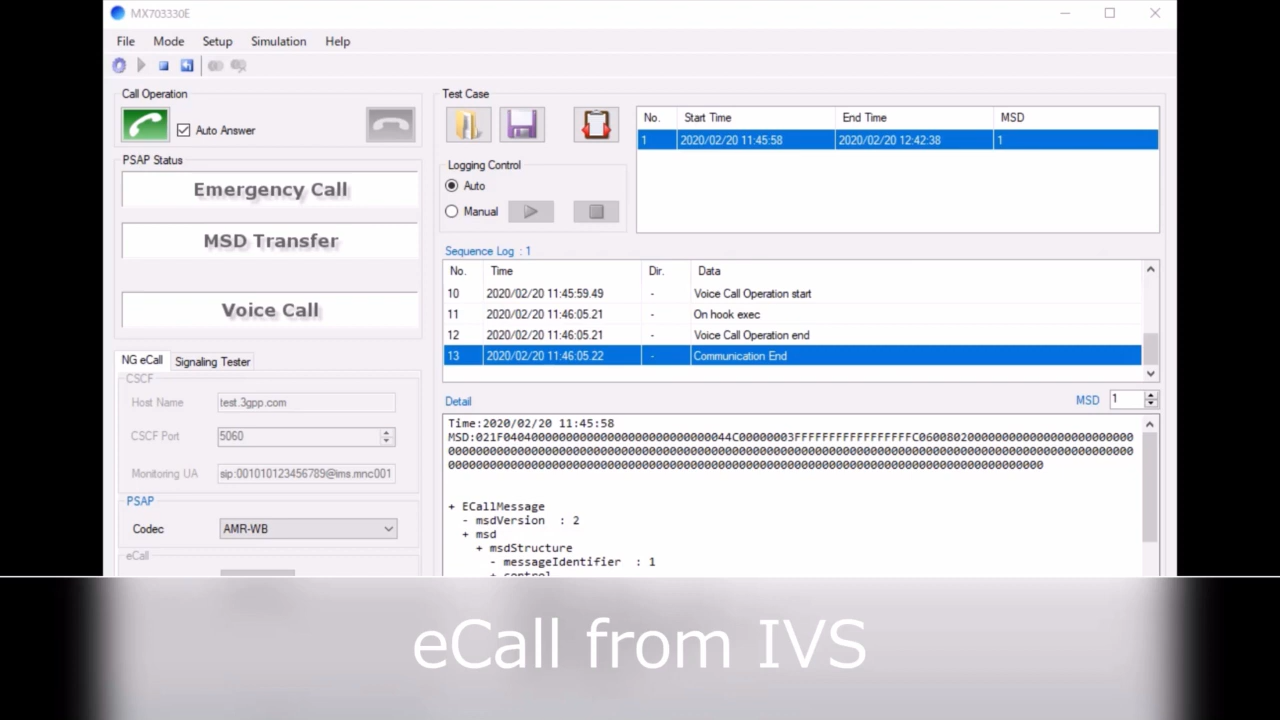 MX703330E
File Mode Setup Simulation Help
Call Operation
Auto Answer
PSAP Status
Emergency Call
MSD Transfer
Voice Call
NG eCall Signaling Tester
CSCF
Host Name test.3gpp.com
CSCF Port 5060
Monitoring UA sip:001010123456789@ims.mnc001
PSAP
Codec AMR-WB
eCall
Test Case
Logging Control
Auto
Manual
No. Start Time End Time MSD
1 2020/02/20 11:45:58 2020/02/20 12:42:38 1
Sequence Log : 1
No. Time Dir. Data
10 2020/02/20 11:45:59.49 - Voice Call Operation start
11 2020/02/20 11:46:05.21 - On hook exec
12 2020/02/20 11:46:05.21 - Voice Call Operation end
13 2020/02/20 11:46:05.22 - Communication End
Detail MSD 1
Time:2020/02/20 11:45:58
+ ECallMessage
- msdVersion : 2
+ msd
+ msdStructure
- messageIdentifier : 1
+ control
eCall from IVS